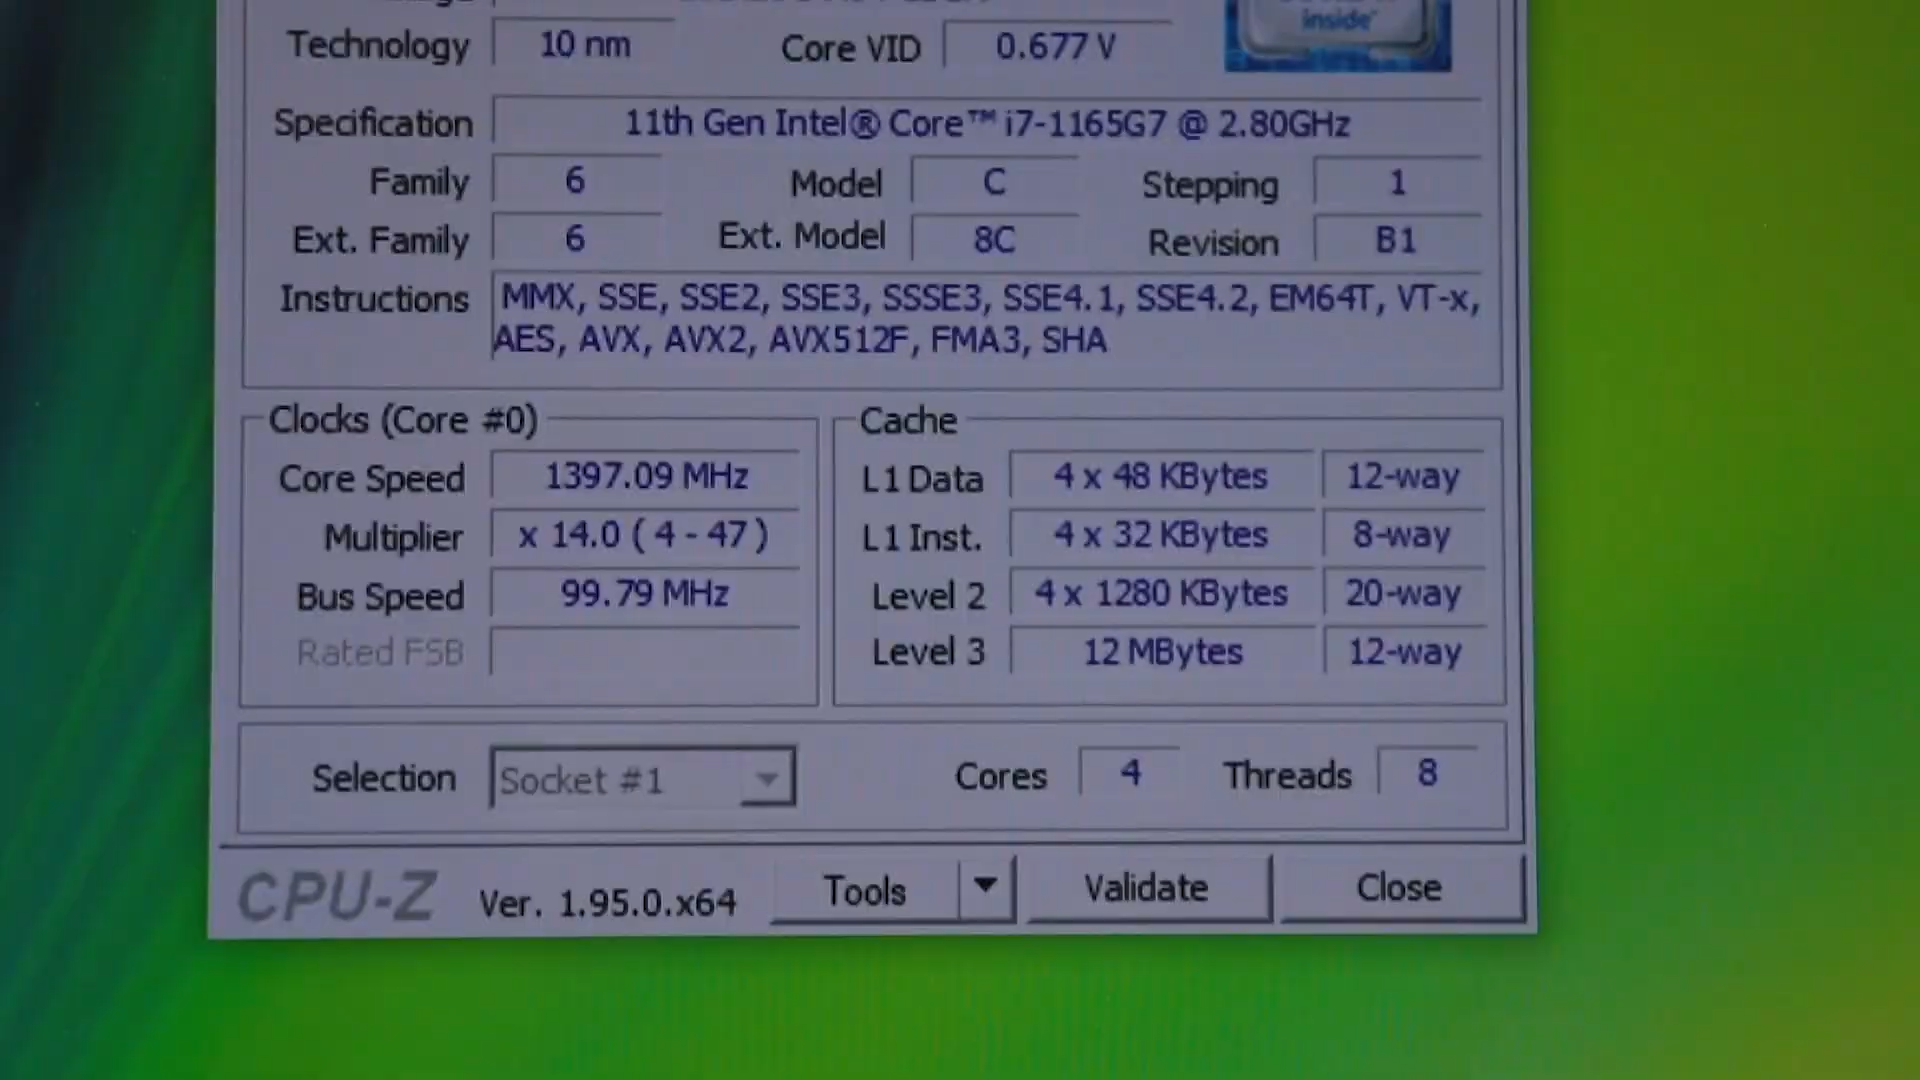 inside
Technology 10 nm Core VID 0.677 V
Specification 11th Gen Intel® Core™ i7-1165G7 @ 2.80GHz
Family 6 Model C Stepping 1
Ext. Family 6 Ext. Model 8C Revision B1
Instructions MMX, SSE, SSE2, SSE3, SSSE3, SSE4.1, SSE4.2, EM64T, VT-x,
AES, AVX, AVX2, AVX512F, FMA3, SHA
Clocks (Core #0)
Core Speed 1397.09 MHz
Multiplier x 14.0 ( 4 - 47 )
Bus Speed 99.79 MHz
Rated FSB
Cache
L1 Data 4 x 48 KBytes 12-way
L1 Inst. 4 x 32 KBytes 8-way
Level 2 4 x 1280 KBytes 20-way
Level 3 12 MBytes 12-way
Selection Socket #1 Cores 4 Threads 8
CPU-Z Ver. 1.95.0.x64 Tools Validate Close